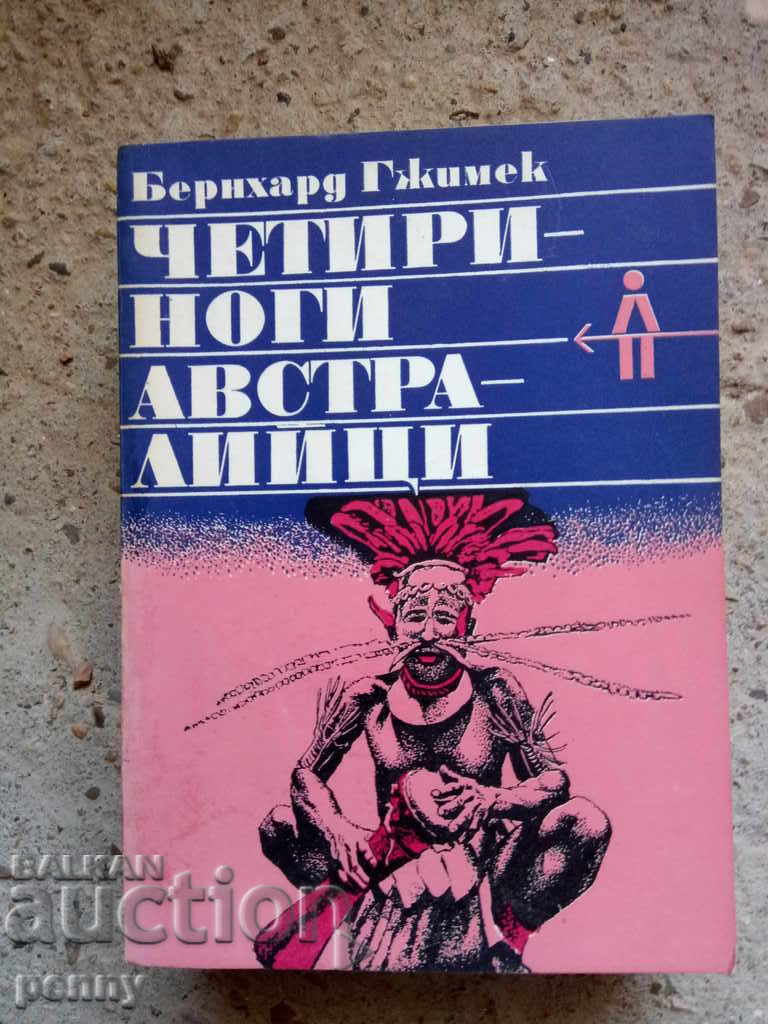 Бернхард Гжимек
ЧЕТИРИ-
НОГИ
АВСТРА-
ЛИЙЦИ
BALKAN
auction
penny